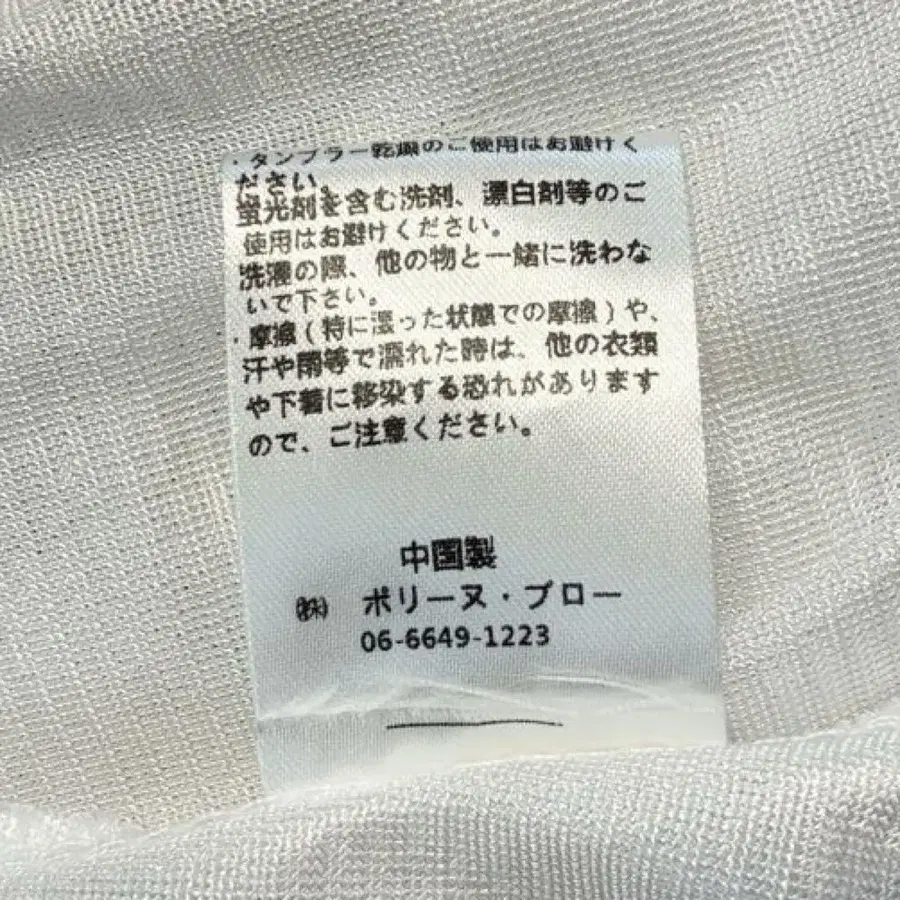 ・タンブラー乾燥のご使用はお避けく
ださい。
蛍光剤を含む洗剤、漂白剤等のご
使用はお避けください。
洗濯の際、他の物と一緒に洗わな
いで下さい。
・摩擦(特に湿った状態での摩擦)や、
汗や雨等で濡れた時は、他の衣類
や下着に移染する恐れがあります
ので、ご注意ください。
中国製
㈱ ポリーヌ・ブロー
06-6649-1223